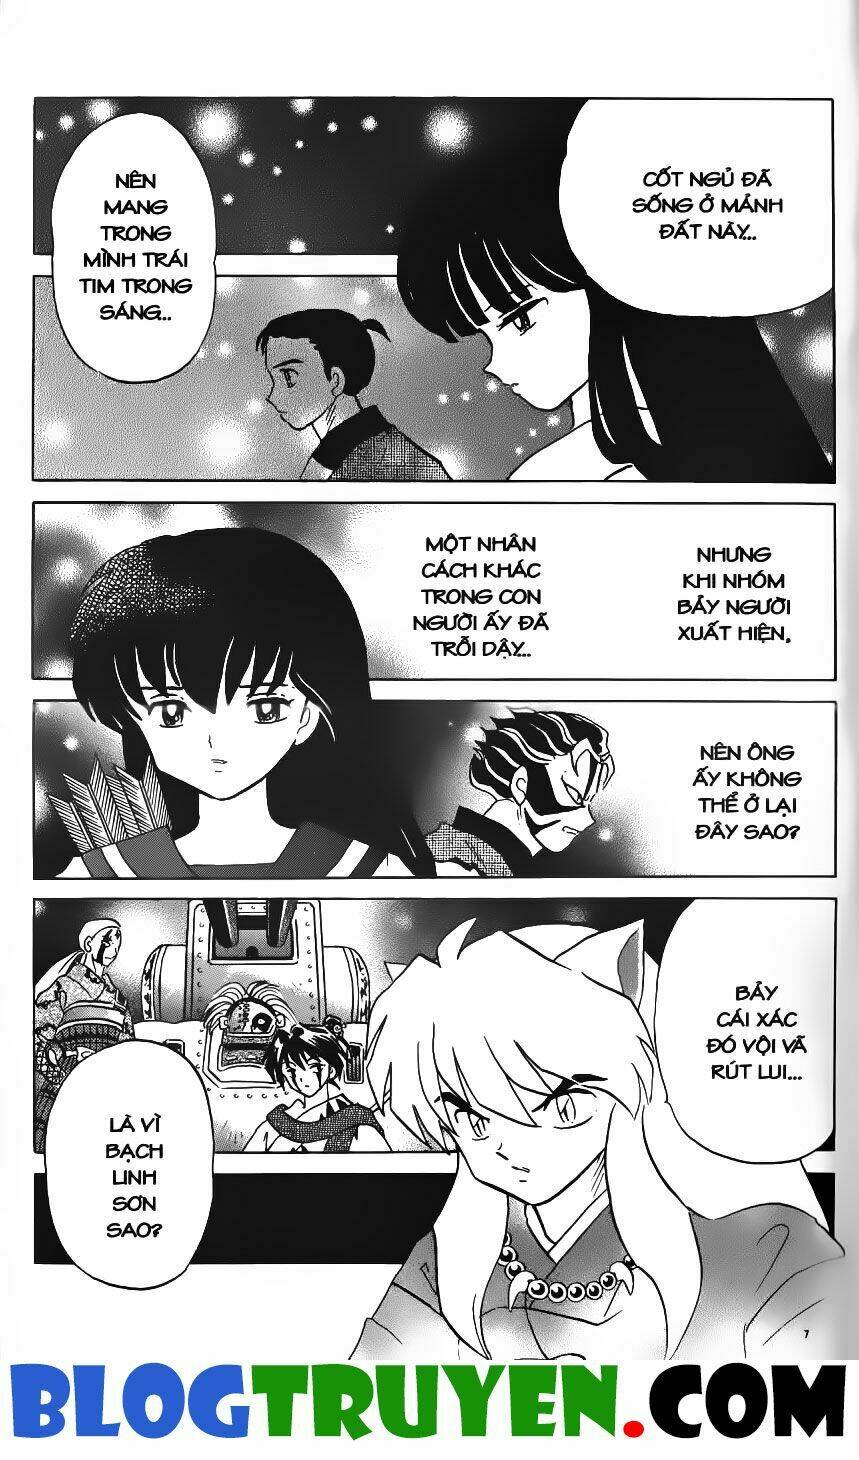 CỐT NGỦ ĐÃ
SỐNG Ở MẢNH
ĐẤT NÀY...
NÊN
MANG
TRONG
MÌNH TRÁI
TIM TRONG
SÁNG...
NHƯNG
KHI NHÓM
BẢY NGƯỜI
XUẤT HIỆN.
MỘT NHÂN
CÁCH KHÁC
TRONG CON
NGƯỜI ẤY ĐÃ
TRỖI DẬY...
NÊN ÔNG
ẤY KHÔNG
THỂ Ở LẠI
ĐÂY SAO?
BẢY
CÁI XÁC
ĐÓ VỘI VÃ
RÚT LUI...
LÀ VÌ
BẠCH
LINH
SƠN
SAO?
7
BLOGTRUYEN.COM